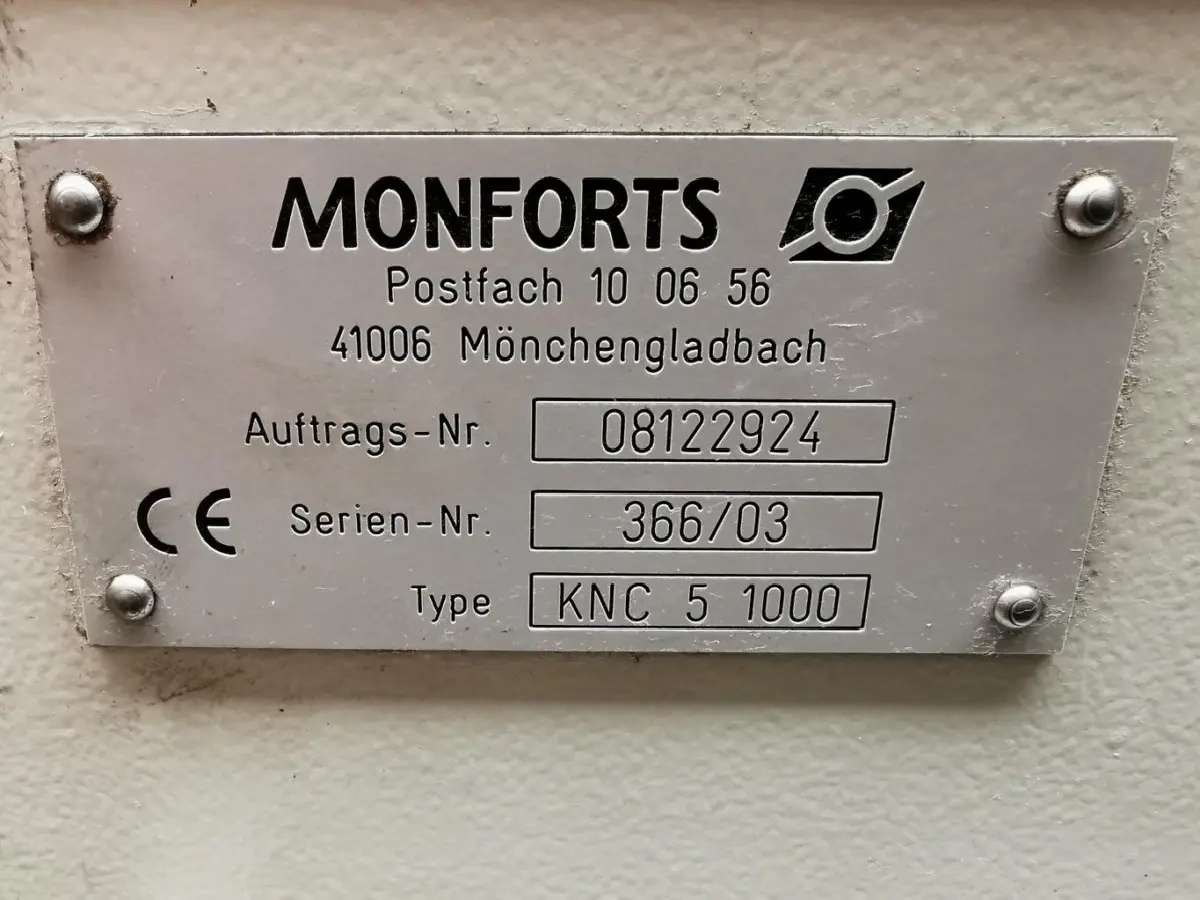 MONFORTS
Postfach 10 06 56
41006 Mönchengladbach
Auftrags-Nr. 08122924
CE Serien-Nr. 366/03
Type KNC 5 1000